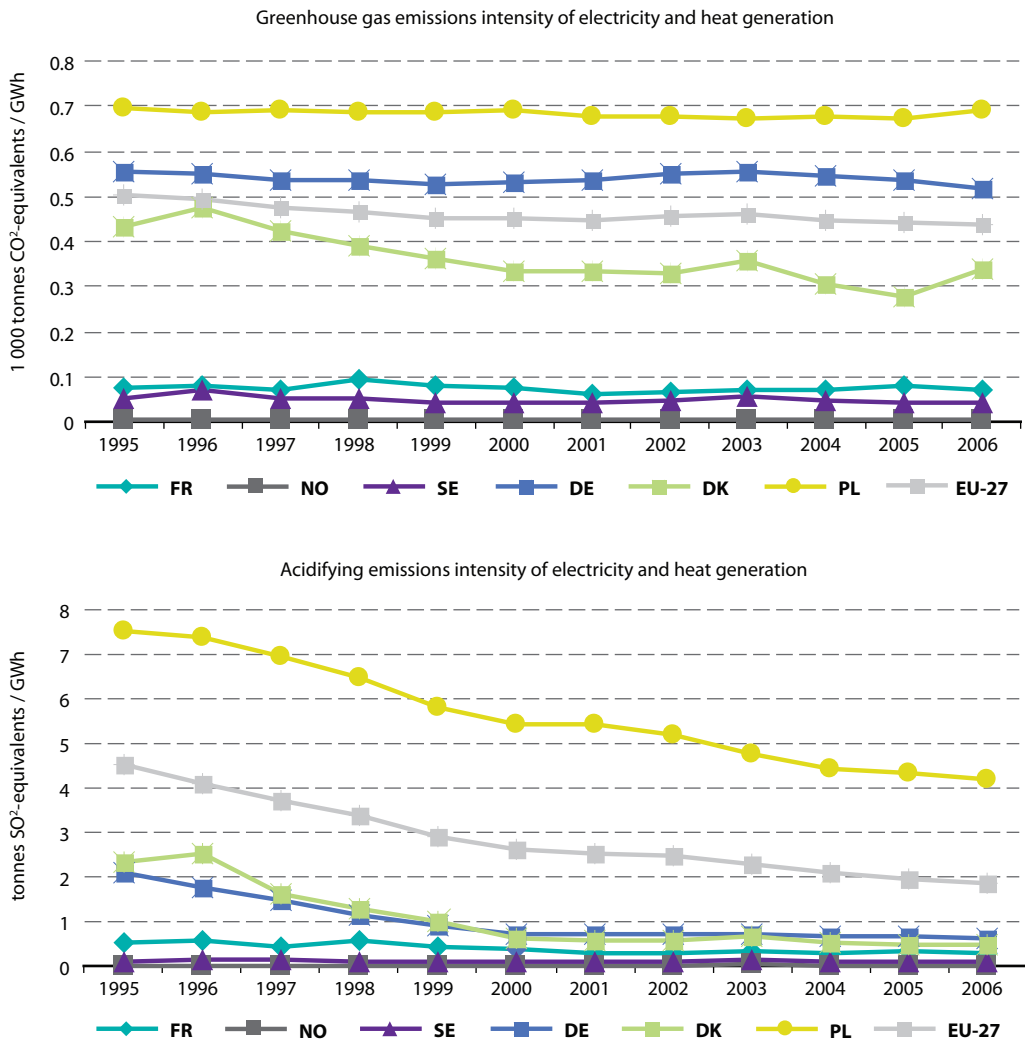 Greenhouse gas emissions intensity of electricity and heat generation
1 000 tonnes CO²-equivalents / GWh
0.8
0.7
0.6
0.5
0.4
0.3
0.2
0.1
0
1995 1996 1997 1998 1999 2000 2001 2002 2003 2004 2005 2006
FR NO SE DE DK PL EU-27
Acidifying emissions intensity of electricity and heat generation
tonnes SO²-equivalents / GWh
8
7
6
5
4
3
2
1
0
1995 1996 1997 1998 1999 2000 2001 2002 2003 2004 2005 2006
FR NO SE DE DK PL EU-27